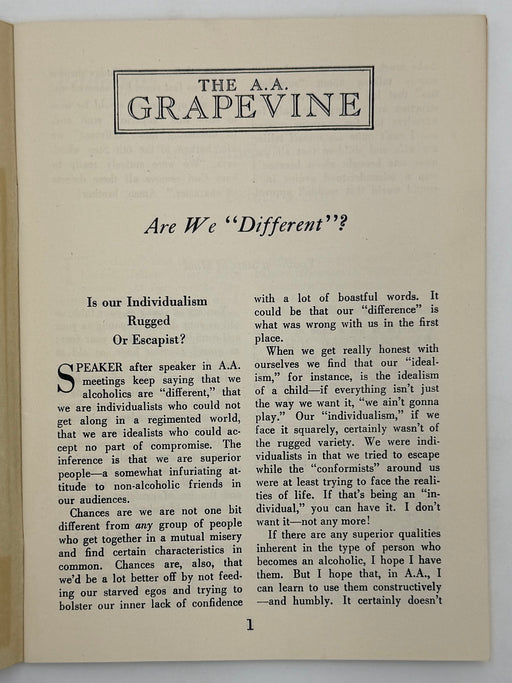 THE A.A.
GRAPEVINE
Are We "Different"?
Is our Individualism
Rugged
Or Escapist?
SPEAKER after speaker in A.A.
meetings keep saying that we
alcoholics are "different," that
we are individualists who could not
get along in a regimented world,
that we are idealists who could ac-
cept no part of compromise. The
inference is that we are superior
people—a somewhat infuriating at-
titude to non-alcoholic friends in
our audiences.
Chances are we are not one bit
different from any group of people
who get together in a mutual misery
and find certain characteristics in
common. Chances are, also, that
we'd be a lot better off by not feed-
ing our starved egos and trying to
bolster our inner lack of confidence
with a lot of boastful words. It
could be that our "difference" is
what was wrong with us in the first
place.
When we get really honest with
ourselves we find that our "ideal-
ism," for instance, is the idealism
of a child—if everything isn't just
the way we want it, "we ain't gonna
play." Our "individualism," if we
face it squarely, certainly wasn't of
the rugged variety. We were indi-
vidualists in that we tried to escape
while the "conformists" around us
were at least trying to face the reali-
ties of life. If that's being an "in-
dividual," you can have it. I don't
want it—not any more!
If there are any superior qualities
inherent in the type of person who
becomes an alcoholic, I hope I have
them. But I hope that, in A.A., I
can learn to use them constructively
—and humbly. It certainly doesn't
1